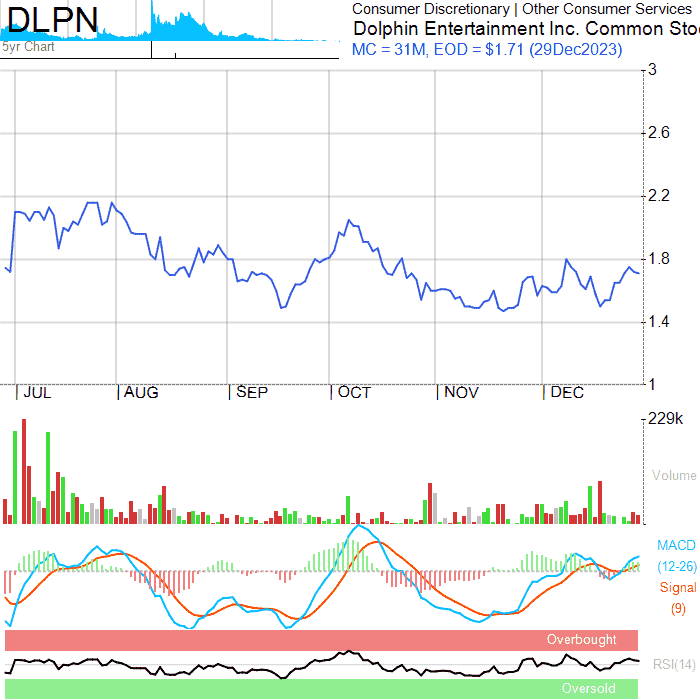 DLPN
5yr Chart
Consumer Discretionary | Other Consumer Services
Dolphin Entertainment Inc. Common Sto
MC = 31M, EOD = $1.71 (29Dec2023)
3
2.6
2.2
1.8
1.4
1
JUL AUG SEP OCT NOV DEC
229k
Volume
MACD
(12-26)
Signal
(9)
Overbought
RSI(14)
Oversold